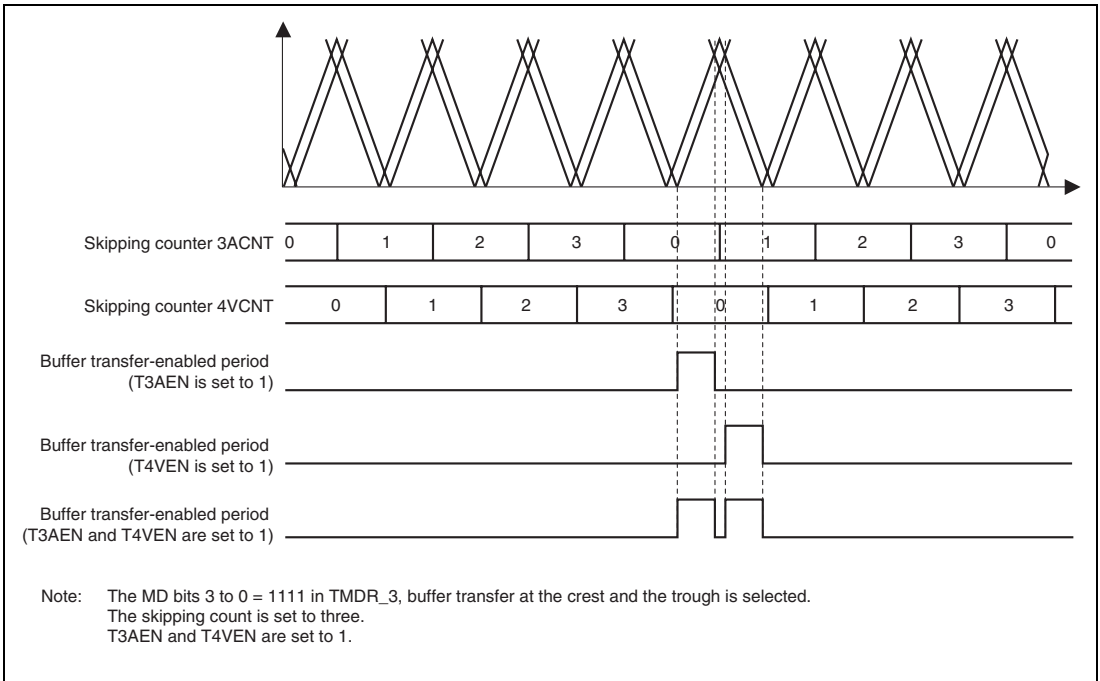 Skipping counter 3ACNT 0 1 2 3 0 1 2 3 0
Skipping counter 4VCNT 0 1 2 3 0 1 2 3
Buffer transfer-enabled period
(T3AEN is set to 1)
Buffer transfer-enabled period
(T4VEN is set to 1)
Buffer transfer-enabled period
(T3AEN and T4VEN are set to 1)
Note: The MD bits 3 to 0 = 1111 in TMDR_3, buffer transfer at the crest and the trough is selected.
The skipping count is set to three.
T3AEN and T4VEN are set to 1.